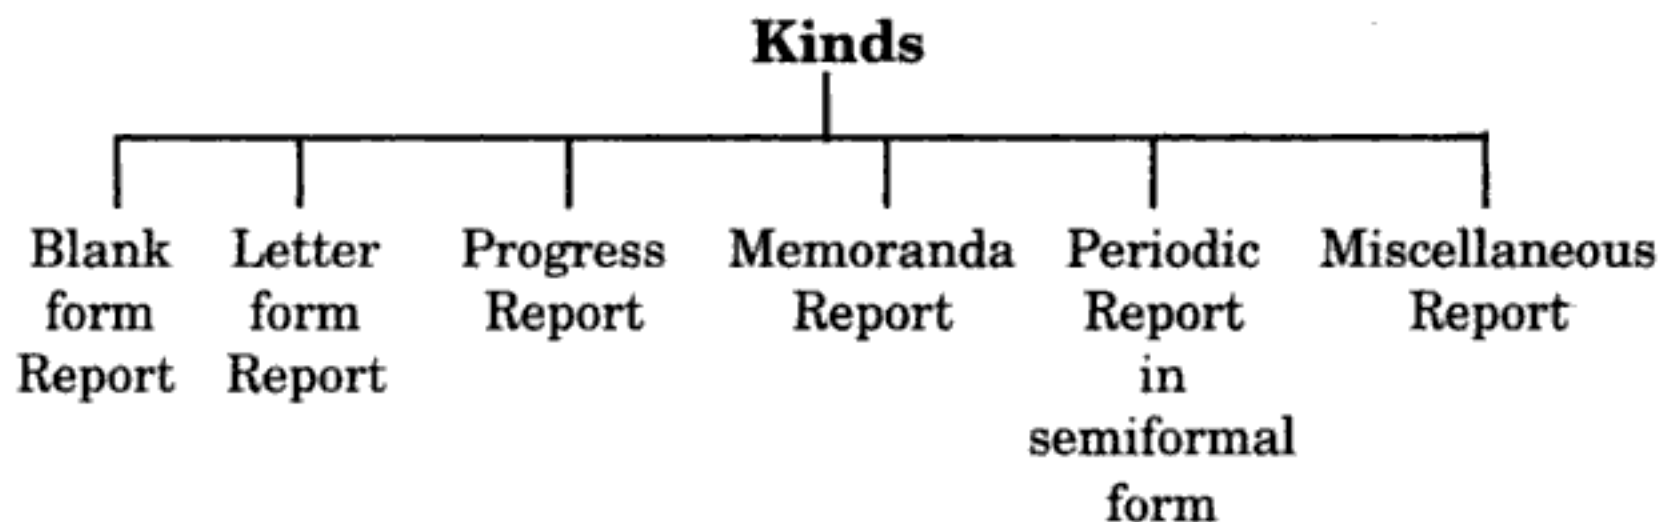 Kinds
Blank
form
Report
Letter
form
Report
Progress
Report
Memoranda
Report
Periodic
Report
in
semiformal
form
Miscellaneous
Report